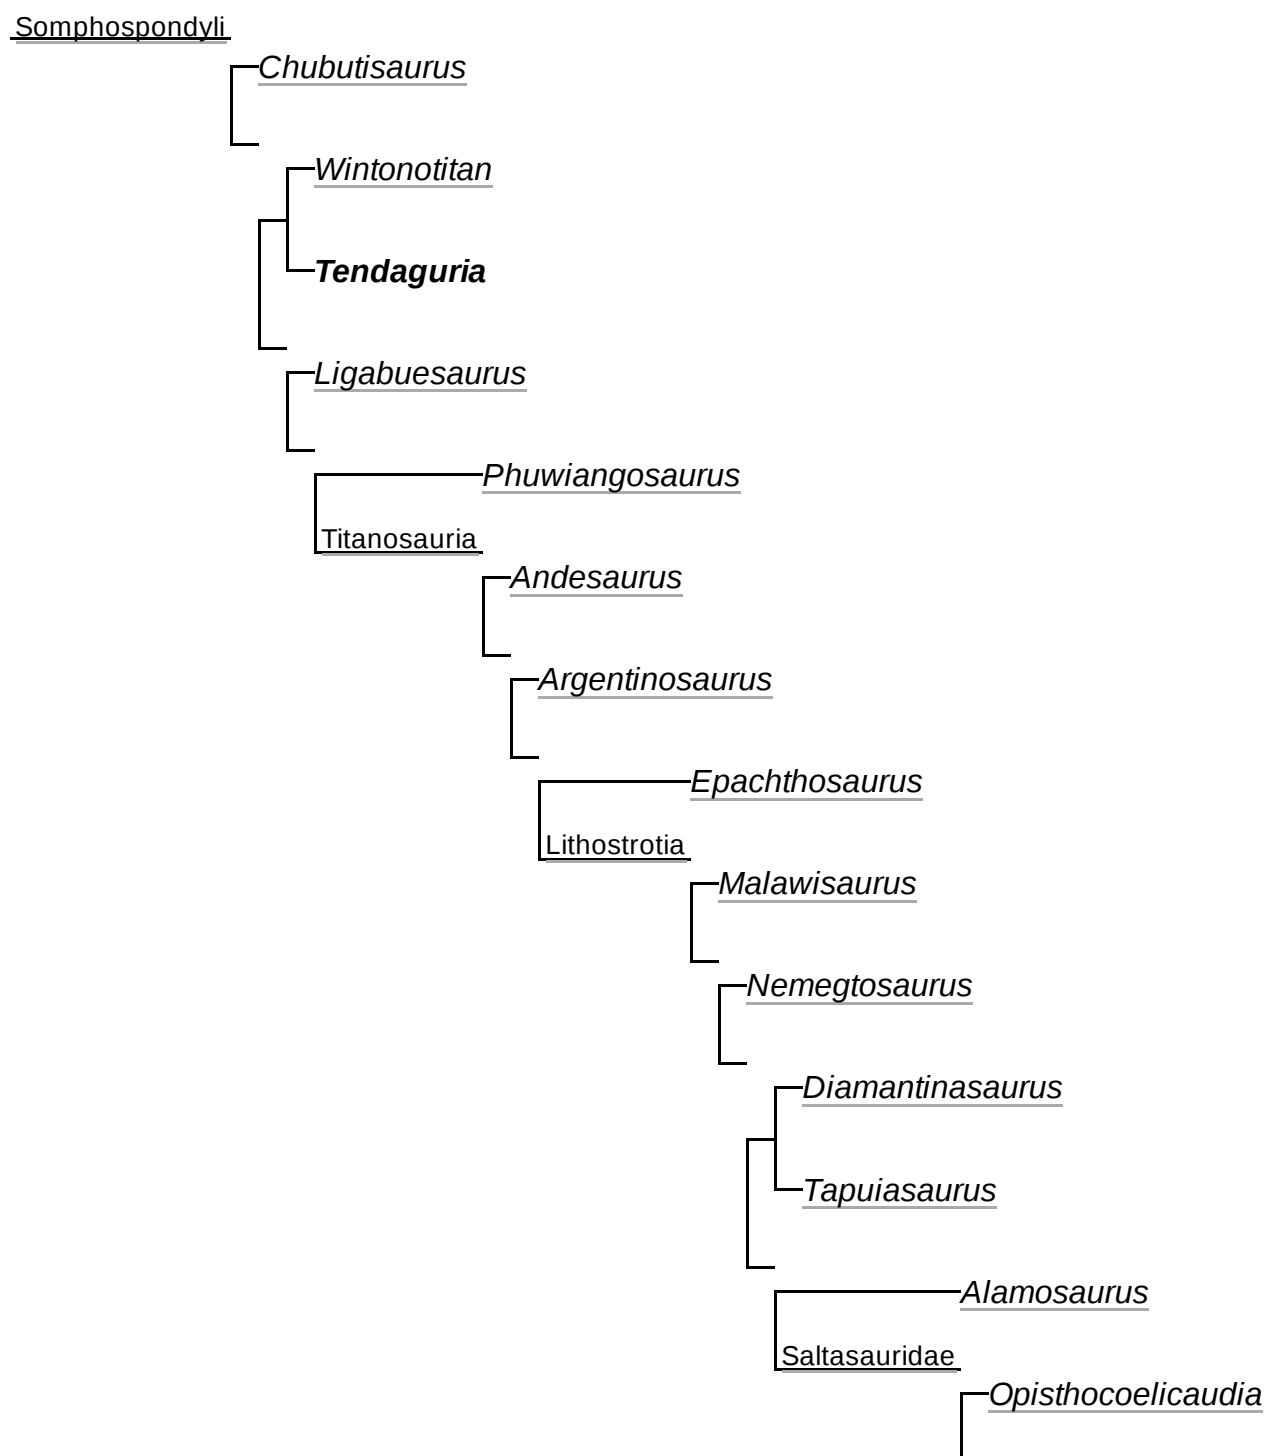 Somphospondyli
Chubutisaurus
Wintonotitan
Tendaguria
Ligabuesaurus
Phuwiangosaurus
Titanosauria
Andesaurus
Argentinosaurus
Epachthosaurus
Lithostrotia
Malawisaurus
Nemegtosaurus
Diamantinasaurus
Tapuiasaurus
Alamosaurus
Saltasauridae
Opisthocoelicaudia